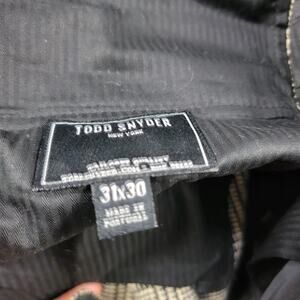 TODD SNYDER
NEW YORK
31X30
MADE IN
PORTUGAL